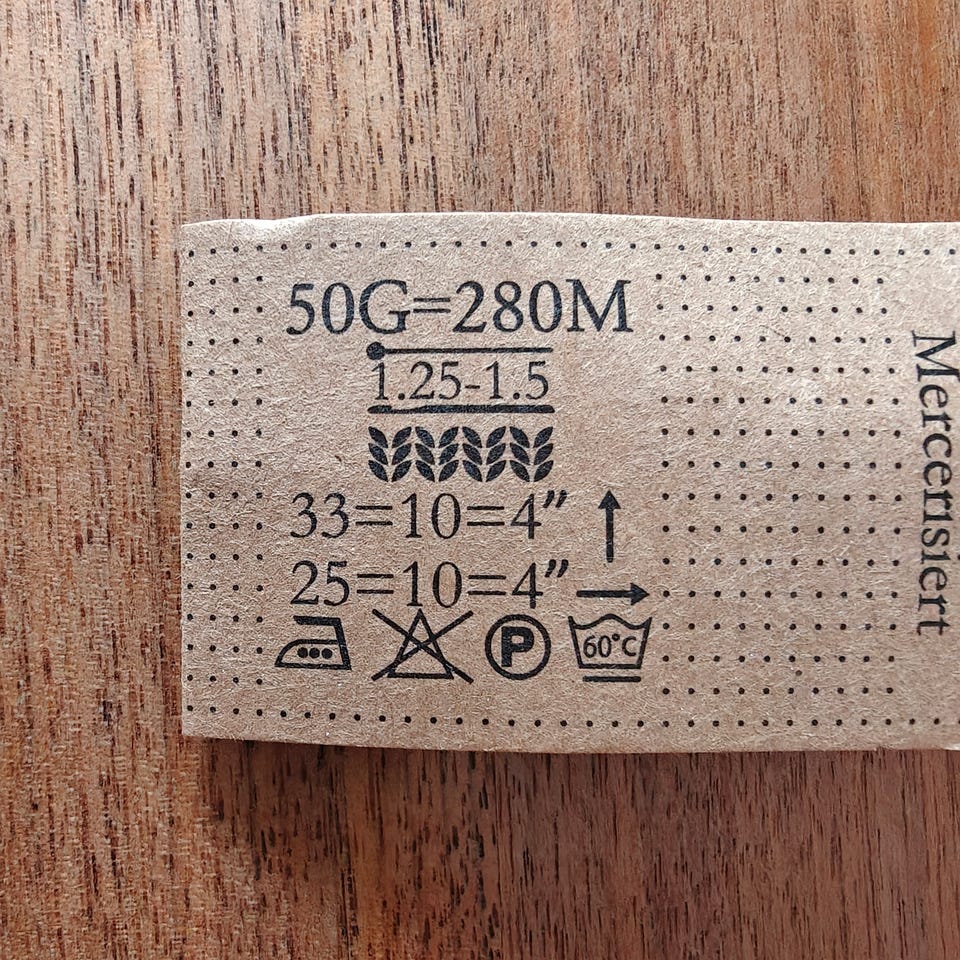 50G=280M
1.25-1.5
33=10=4”
25=10=4”
P
60°C
Mercerisiert